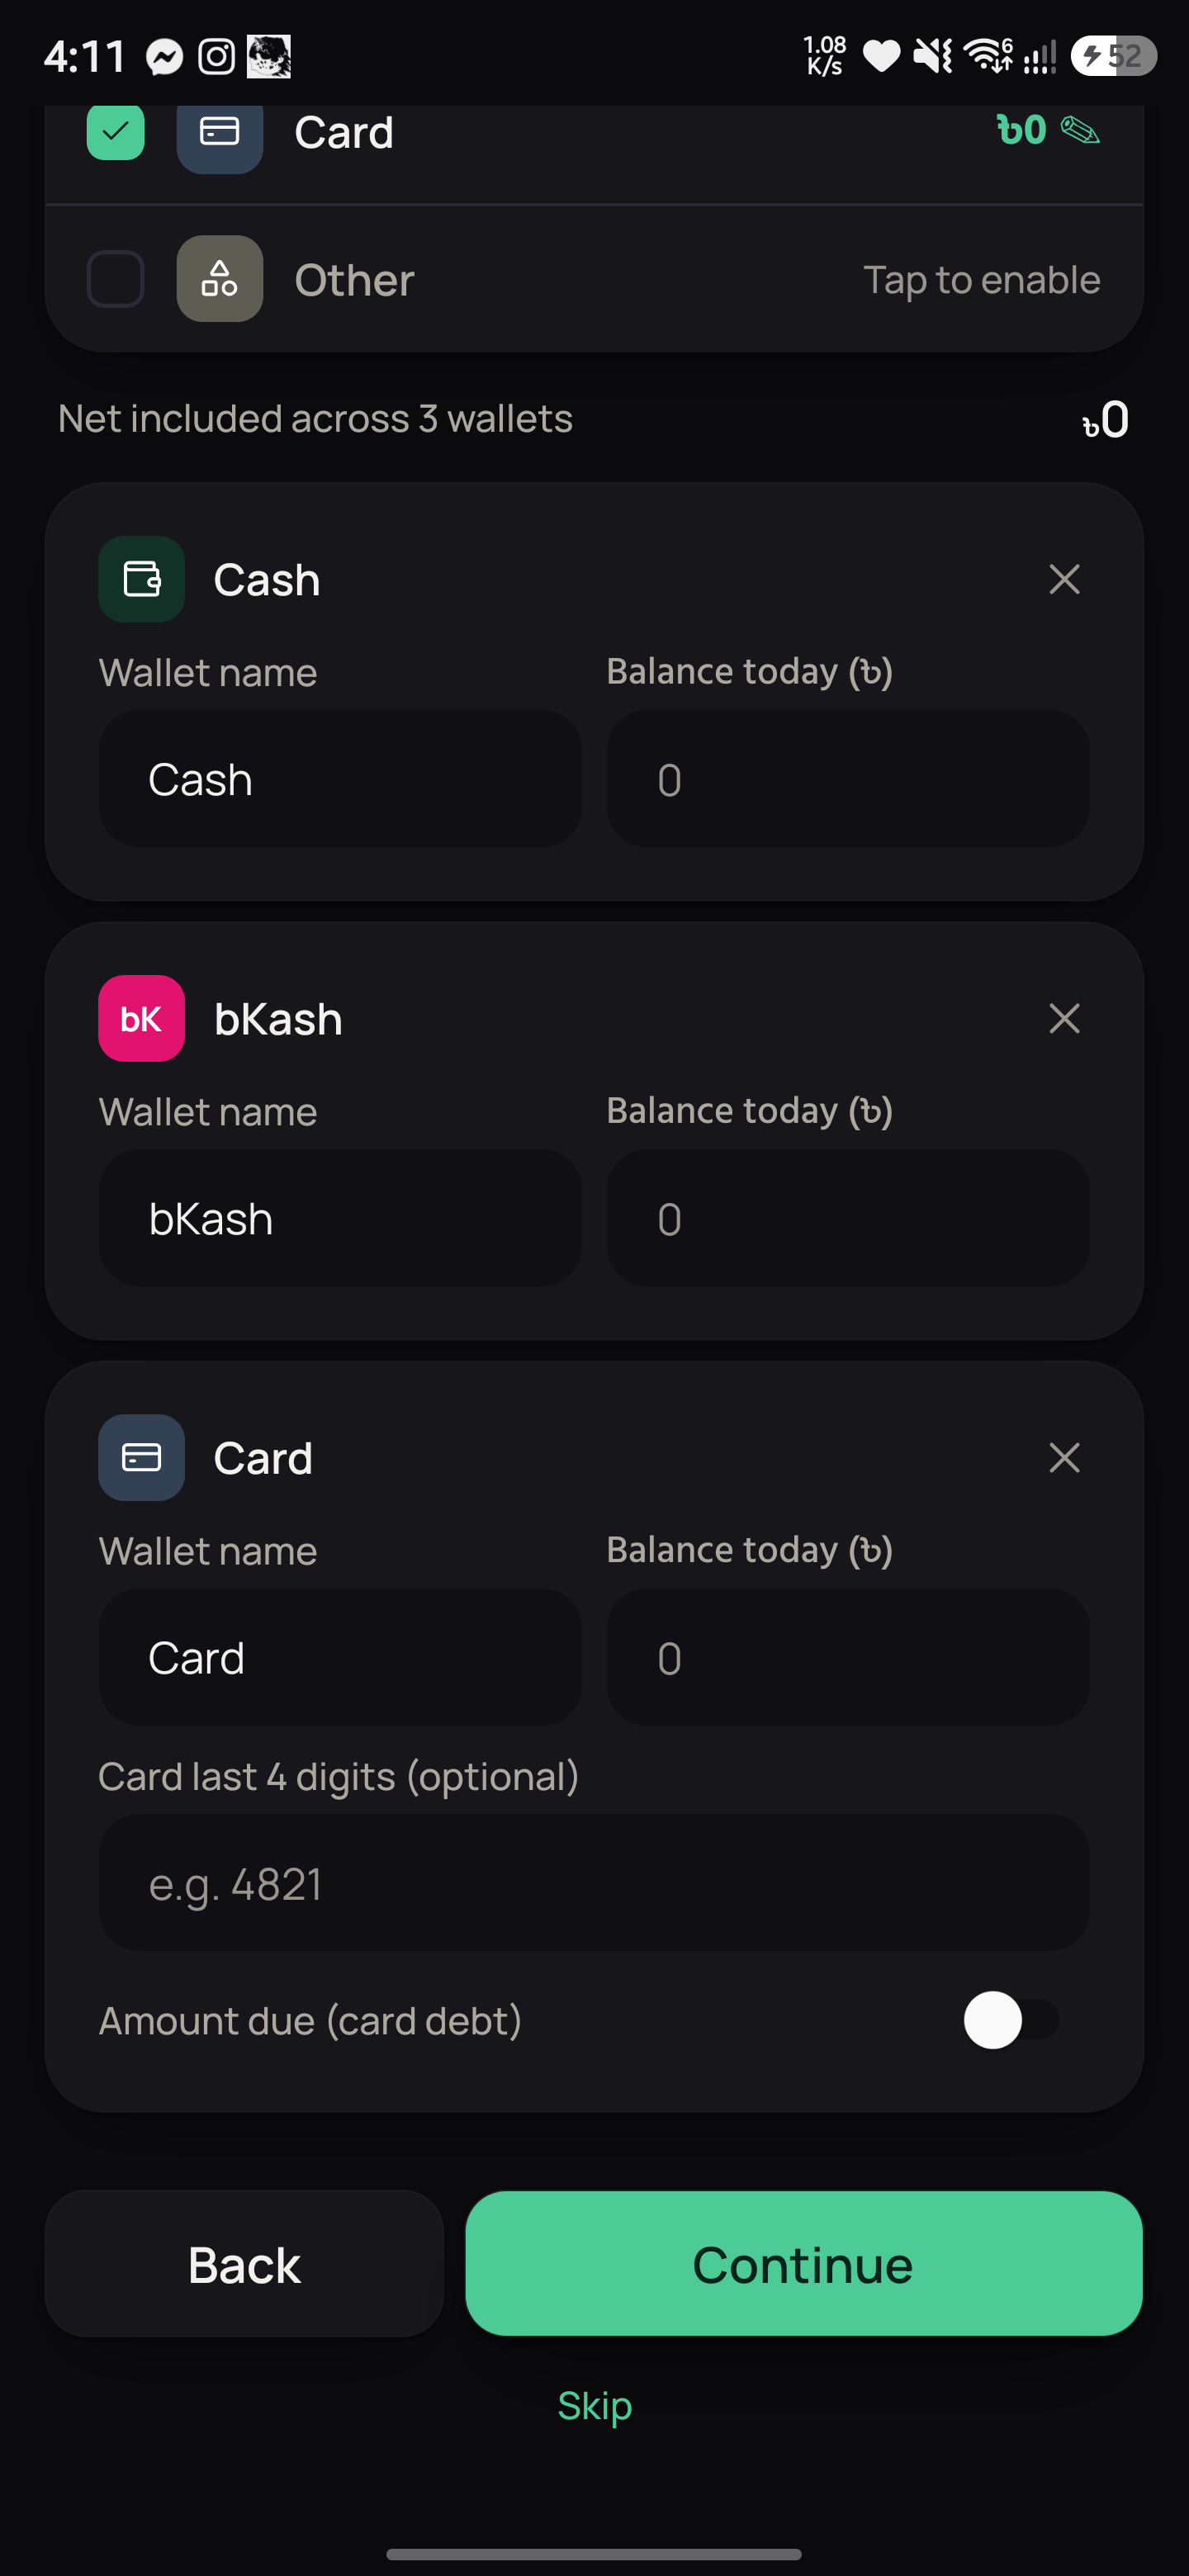 4:11
1.08 K/s
6
52
Card ৳0
Other Tap to enable
Net included across 3 wallets ৳0
Cash
Wallet name Balance today (৳)
Cash 0
bK bKash
Wallet name Balance today (৳)
bKash 0
Card
Wallet name Balance today (৳)
Card 0
Card last 4 digits (optional)
e.g. 4821
Amount due (card debt)
Back Continue
Skip